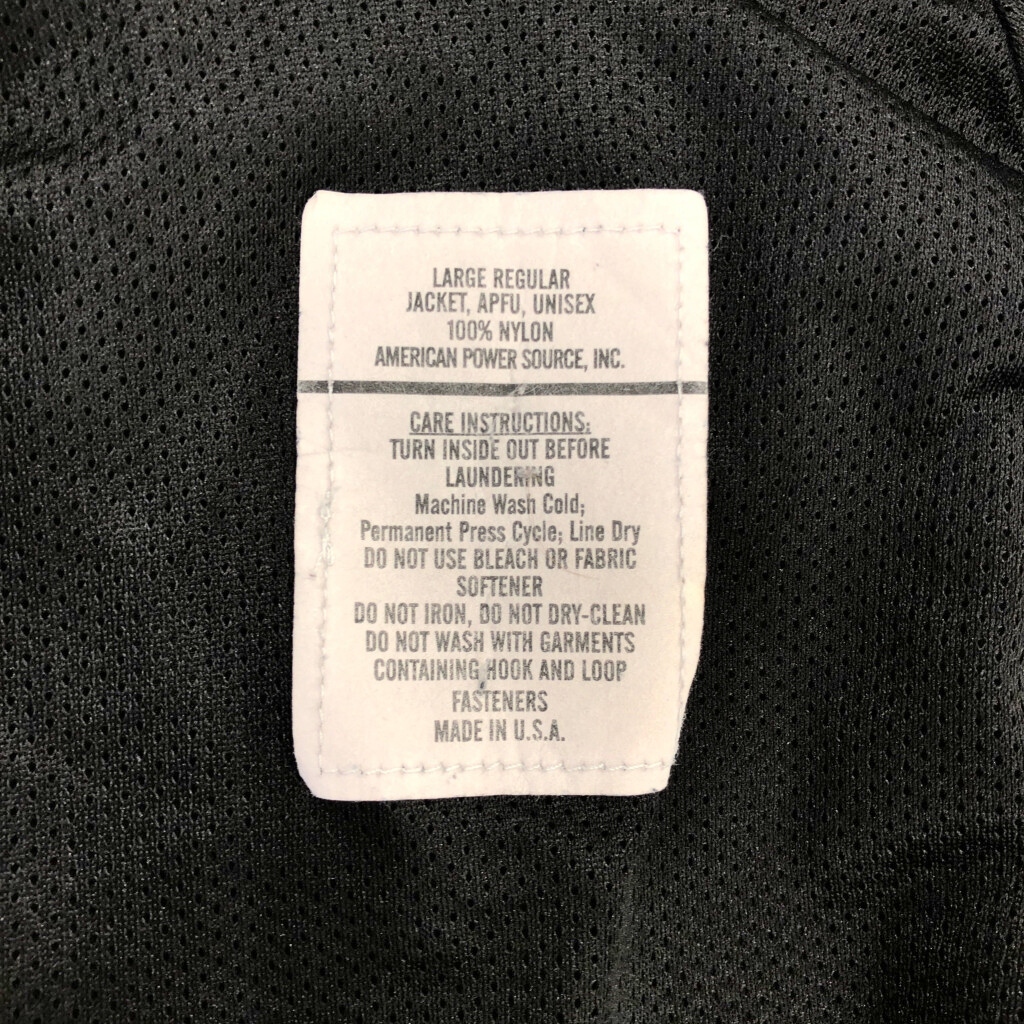 LARGE REGULAR
JACKET, APFU, UNISEX
100% NYLON
AMERICAN POWER SOURCE, INC.
CARE INSTRUCTIONS:
TURN INSIDE OUT BEFORE
LAUNDERING
Machine Wash Cold;
Permanent Press Cycle; Line Dry
DO NOT USE BLEACH OR FABRIC
SOFTENER
DO NOT IRON, DO NOT DRY-CLEAN
DO NOT WASH WITH GARMENTS
CONTAINING HOOK AND LOOP
FASTENERS
MADE IN U.S.A.